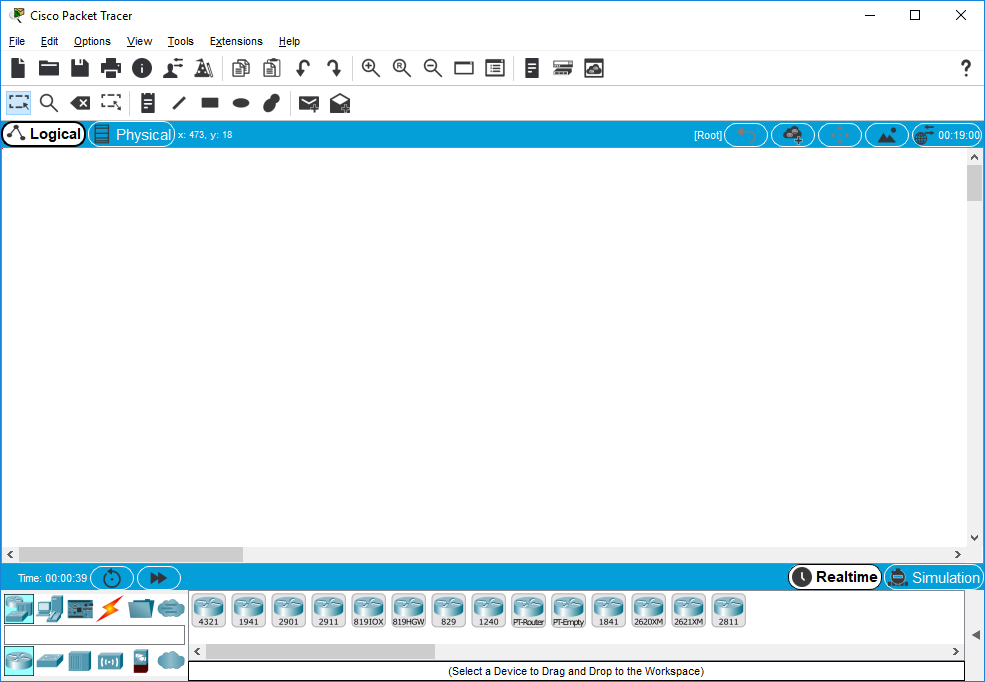 Cisco Packet Tracer
File Edit Options View Tools Extensions Help
R
?
Logical Physical x: 473, y: 18 [Root] 00:19:00
Time: 00:00:39 Realtime Simulation
4321 1941 2901 2911 819IOX 819HGW 829 1240 PT-Router PT-Empty 1841 2620XM 2621XM 2811
(Select a Device to Drag and Drop to the Workspace)